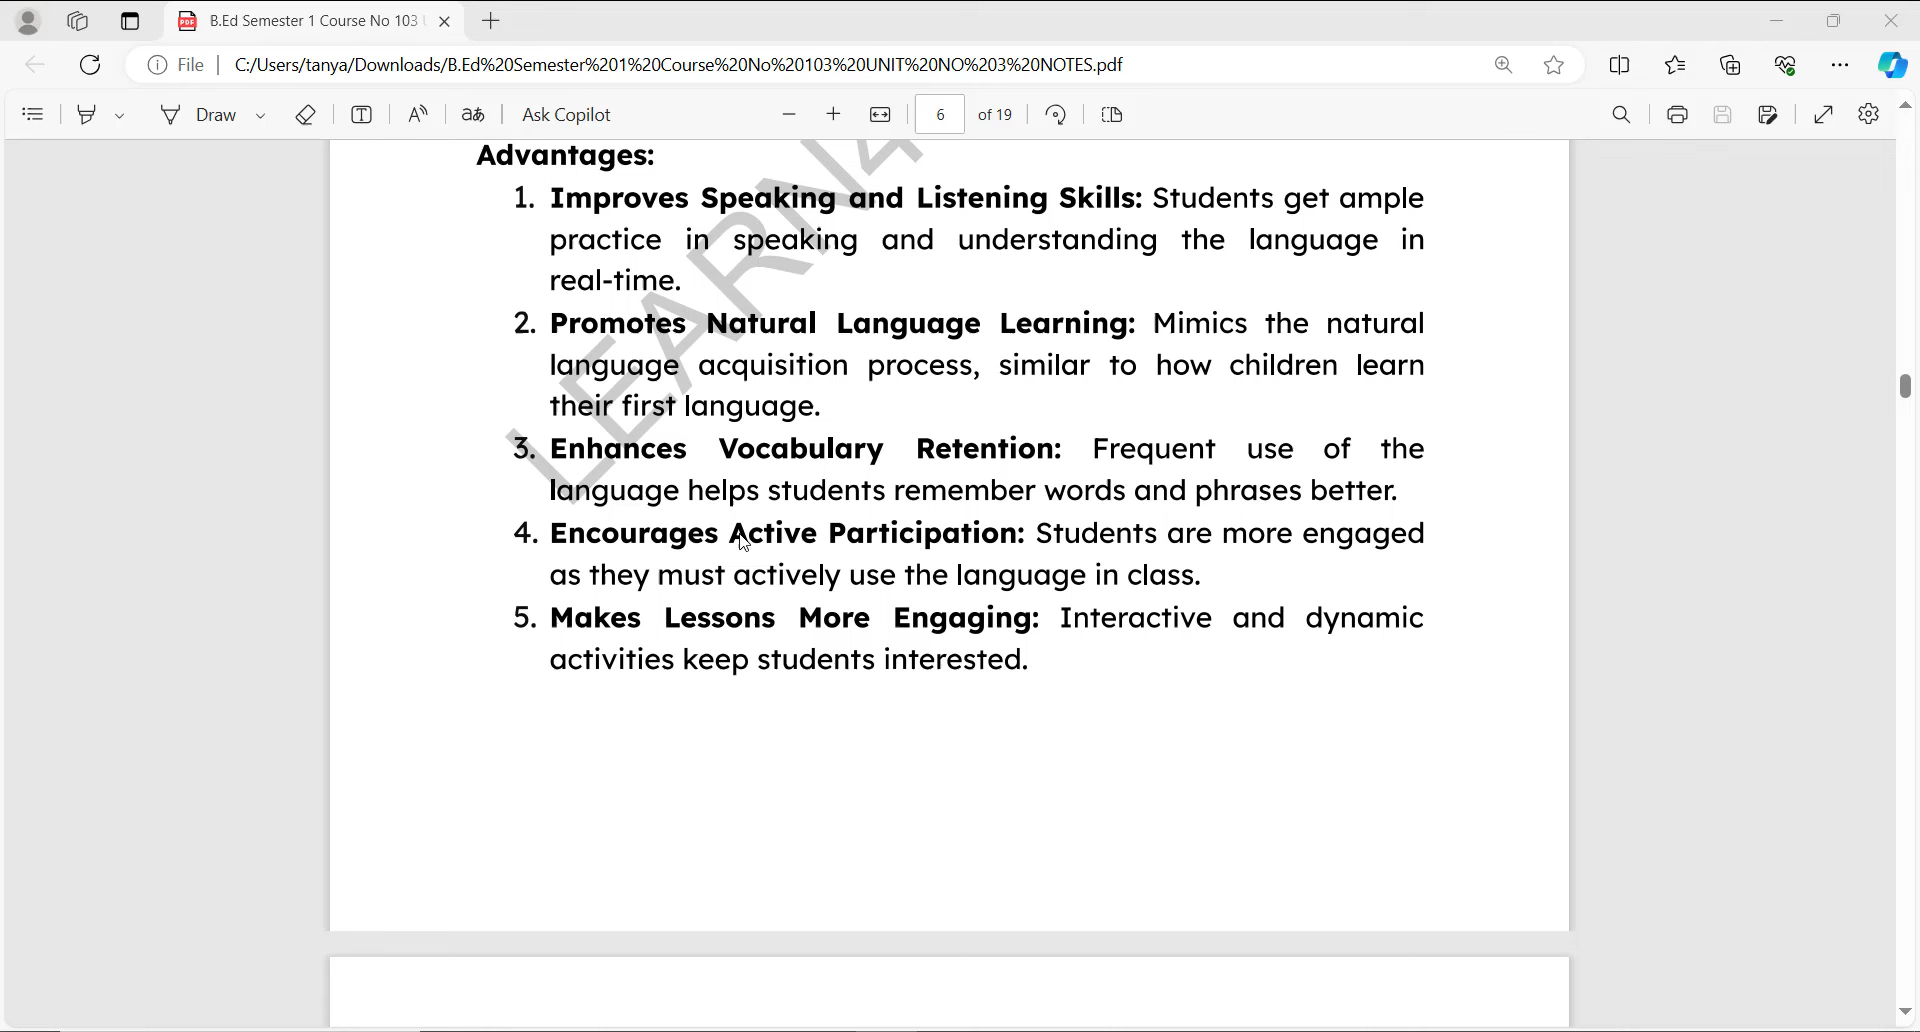 B.Ed Semester 1 Course No 103
File C:/Users/tanya/Downloads/B.Ed%20Semester%201%20Course%20No%20103%20UNIT%20NO%203%20NOTES.pdf
Draw Ask Copilot 6 of 19
Advantages:
1. Improves Speaking and Listening Skills: Students get ample
practice in speaking and understanding the language in
real-time.
2. Promotes Natural Language Learning: Mimics the natural
language acquisition process, similar to how children learn
their first language.
3. Enhances Vocabulary Retention: Frequent use of the
language helps students remember words and phrases better.
4. Encourages Active Participation: Students are more engaged
as they must actively use the language in class.
5. Makes Lessons More Engaging: Interactive and dynamic
activities keep students interested.
LEARN4